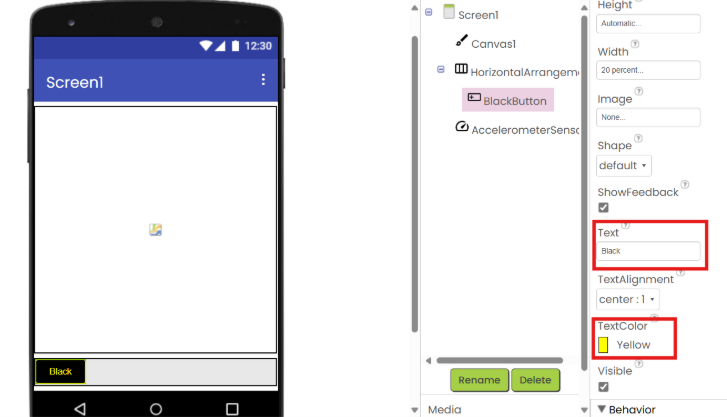 12:30
Screen1
Black
Screen1
Canvas1
HorizontalArrangem
BlackButton
AccelerometerSenso
Rename
Delete
Media
Height
Automatic...
Width
20 percent...
Image
None...
Shape
default
ShowFeedback
Text
Black
TextAlignment
center : 1
TextColor
Yellow
Visible
Behavior